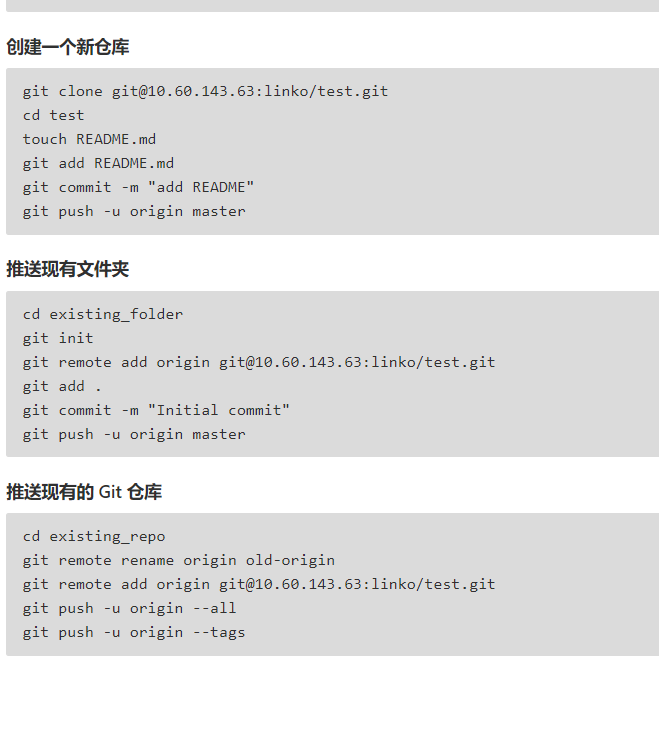 创建一个新仓库
git clone git@10.60.143.63:linko/test.git
cd test
touch README.md
git add README.md
git commit -m "add README"
git push -u origin master
推送现有文件夹
cd existing_folder
git init
git remote add origin git@10.60.143.63:linko/test.git
git add .
git commit -m "Initial commit"
git push -u origin master
推送现有的 Git 仓库
cd existing_repo
git remote rename origin old-origin
git remote add origin git@10.60.143.63:linko/test.git
git push -u origin --all
git push -u origin --tags